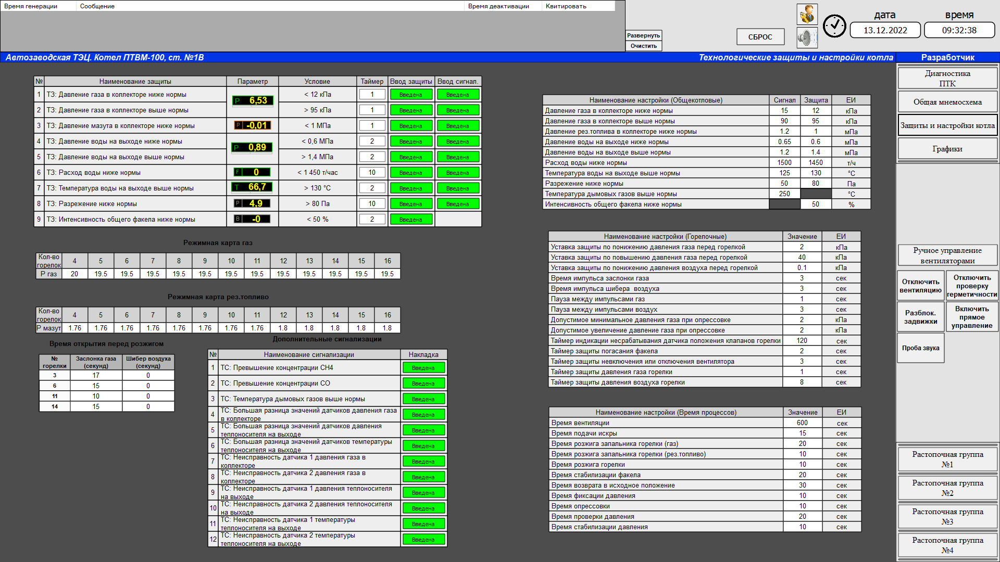 Время генерации Сообщение Время деактивации Квитировать
Развернуть
Очистить
СБРОС
дата время
13.12.2022 09:32:38
Автозаводская ТЭЦ. Котел ПТВМ-100, ст. №1В Технологические защиты и настройки котла Разработчик
№ Наименование защиты Параметр Условие Таймер Ввод защиты Ввод сигнал.
1 ТЗ: Давление газа в коллекторе ниже нормы P 6,53 < 12 кПа 1 Введена Введена
2 ТЗ: Давление газа в коллекторе выше нормы > 95 кПа 1 Введена Введена
3 ТЗ: Давление мазута в коллекторе ниже нормы P -0,01 < 1 МПа 1 Введена Введена
4 ТЗ: Давление воды на выходе ниже нормы P 0,89 < 0,6 МПа 2 Введена Введена
5 ТЗ: Давление воды на выходе выше нормы > 1,4 МПа 2 Введена Введена
6 ТЗ: Расход воды ниже нормы F 0 < 1 450 т/час 10 Введена Введена
7 ТЗ: Температура воды на выходе выше нормы T 66,7 > 130 °C 2 Введена Введена
8 ТЗ: Разрежение ниже нормы P 4,9 > 80 Па 10 Введена Введена
9 ТЗ: Интенсивность общего факела ниже нормы B -0 < 50 % 2 Введена
Режимная карта газ
Кол-во горелок 4 5 6 7 8 9 10 11 12 13 14 15 16
Р газ 20 19.5 19.5 19.5 19.5 19.5 19.5 19.5 19.5 19.5 19.5 19.5 19.5
Режимная карта рез.топливо
Кол-во горелок 4 5 6 7 8 9 10 11 12 13 14 15 16
Р мазут 1.76 1.76 1.76 1.76 1.76 1.76 1.76 1.76 1.8 1.8 1.8 1.8 1.8
Время открытия перед розжигом
№ горелки Заслонка газа (секунд) Шибер воздуха (секунд)
3 17 0
6 15 0
11 10 0
14 15 0
Дополнительные сигнализации
№ Наименование сигнализации Накладка
1 ТС: Превышение концентрации СН4 Введена
2 ТС: Превышение концентрации СО Введена
3 ТС: Температура дымовых газов выше нормы Введена
4 ТС: Большая разница значений датчиков давления газа
в коллекторе Введена
5 ТС: Большая разница значений датчиков давления
теплоносителя на выходе Введена
6 ТС: Большая разница значений датчиков температуры
теплоносителя на выходе Введена
7 ТС: Неисправность датчика 1 давления газа в
коллекторе Введена
8 ТС: Неисправность датчика 2 давления газа в
коллекторе Введена
9 ТС: Неисправность датчика 1 давления теплоносителя
на выходе Введена
10 ТС: Неисправность датчика 2 давления теплоносителя
на выходе Введена
11 ТС: Неисправность датчика 1 температуры
теплоносителя на выходе Введена
12 ТС: Неисправность датчика 2 температуры
теплоносителя на выходе Введена
Наименование настройки (Общекотловые) Сигнал Защита ЕИ
Давление газа в коллекторе ниже нормы 15 12 кПа
Давление газа в коллекторе выше нормы 90 95 кПа
Давление рез.топлива в коллекторе ниже нормы 1.2 1 мПа
Давление воды на выходе ниже нормы 0.65 0.6 мПа
Давление воды на выходе выше нормы 1.2 1.4 мПа
Расход воды ниже нормы 1500 1450 т/ч
Температура воды на выходе выше нормы 125 130 °C
Разрежение ниже нормы 50 80 Па
Температура дымовых газов выше нормы 250 °C
Интенсивность общего факела ниже нормы 50 %
Наименование настройки (Горелочные) Значение ЕИ
Уставка защиты по понижению давления газа перед горелкой 2 кПа
Уставка защиты по повышению давления газа перед горелкой 40 кПа
Уставка защиты по понижению давления воздуха перед горелкой 0.1 кПа
Время импульса заслонки газа 3 сек
Время импульса шибера воздуха 3 сек
Пауза между импульсами газ 1 сек
Пауза между импульсами воздух 3 сек
Допустимое минимальное давления газа при опрессовке 2 кПа
Допустимое увеличение давление газа при опрессовке 2 кПа
Таймер индикации несрабатывания датчика положения клапанов горелки 120 сек
Таймер защиты погасания факела 2 сек
Таймер защиты невключения или отключения вентилятора 3 сек
Таймер защиты давления газа горелки 1 сек
Таймер защиты давления воздуха горелки 8 сек
Наименование настройки (Время процессов) Значение ЕИ
Время вентиляции 600 сек
Время подачи искры 15 сек
Время розжига запальника горелки (газ) 20 сек
Время розжига запальника горелки (рез.топливо) 10 сек
Время розжига горелки 10 сек
Время стабилизации факела 20 сек
Время возврата в исходное положение 30 сек
Время фиксации давления 10 сек
Время опрессовки 10 сек
Время проверки давления 20 сек
Время стабилизации давления 10 сек
Диагностика
ПТК
Общая мнемосхема
Защиты и настройки котла
Графики
Ручное управление
вентиляторами
Отключить
вентиляцию
Отключить
проверку
герметичности
Разблок.
задвижки
Включить
прямое
управление
Проба звука
Растопочная группа
№1
Растопочная группа
№2
Растопочная группа
№3
Растопочная группа
№4